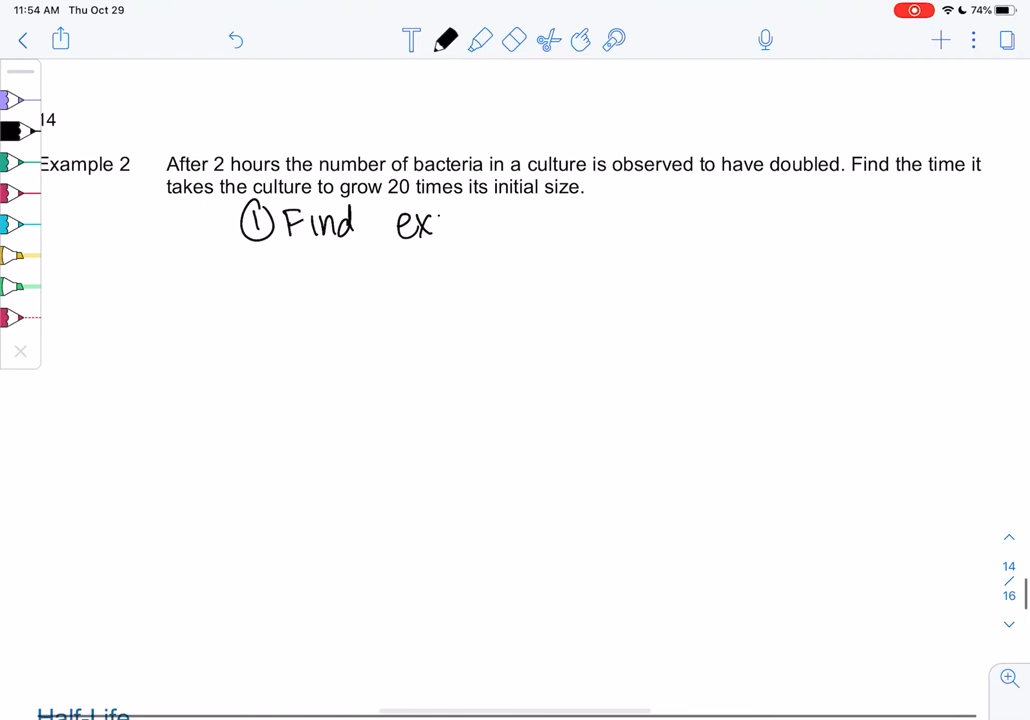 11:54 AM Thu Oct 29
74%
14
Example 2 After 2 hours the number of bacteria in a culture is observed to have doubled. Find the time it
takes the culture to grow 20 times its initial size.
① Find ex
14
/
16
Half-Life